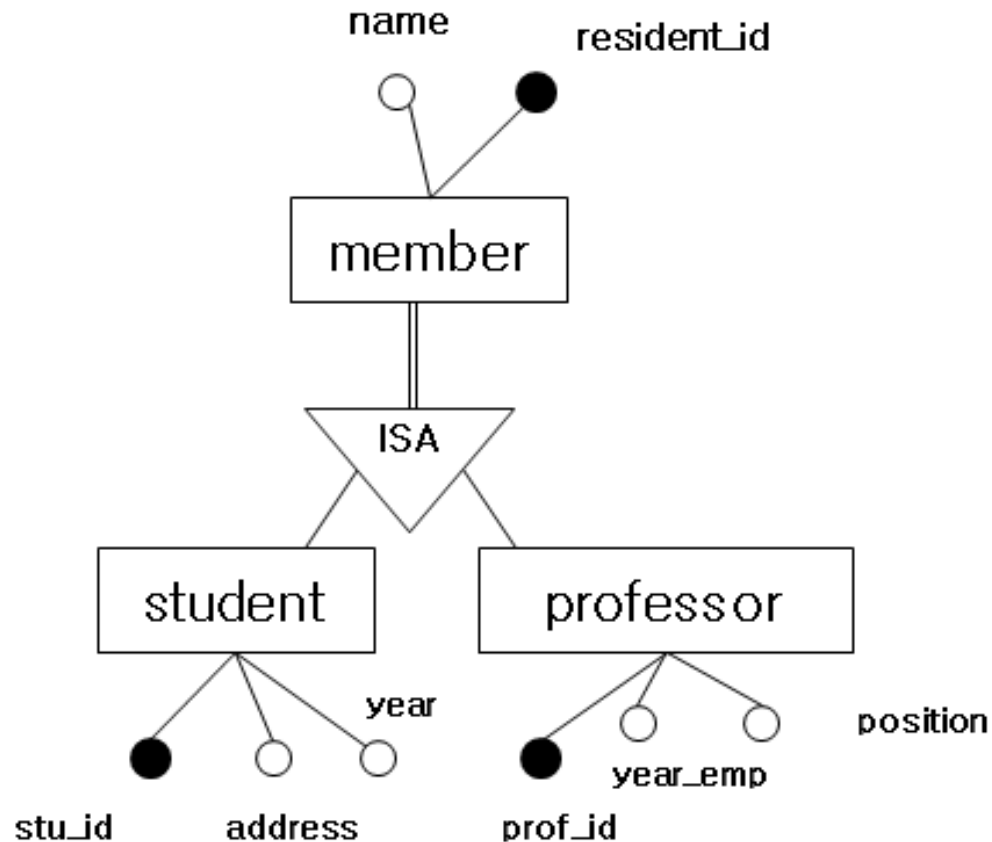 name
resident_id
member
ISA
student
professor
year
position
year_emp
stu_id
address
prof_id